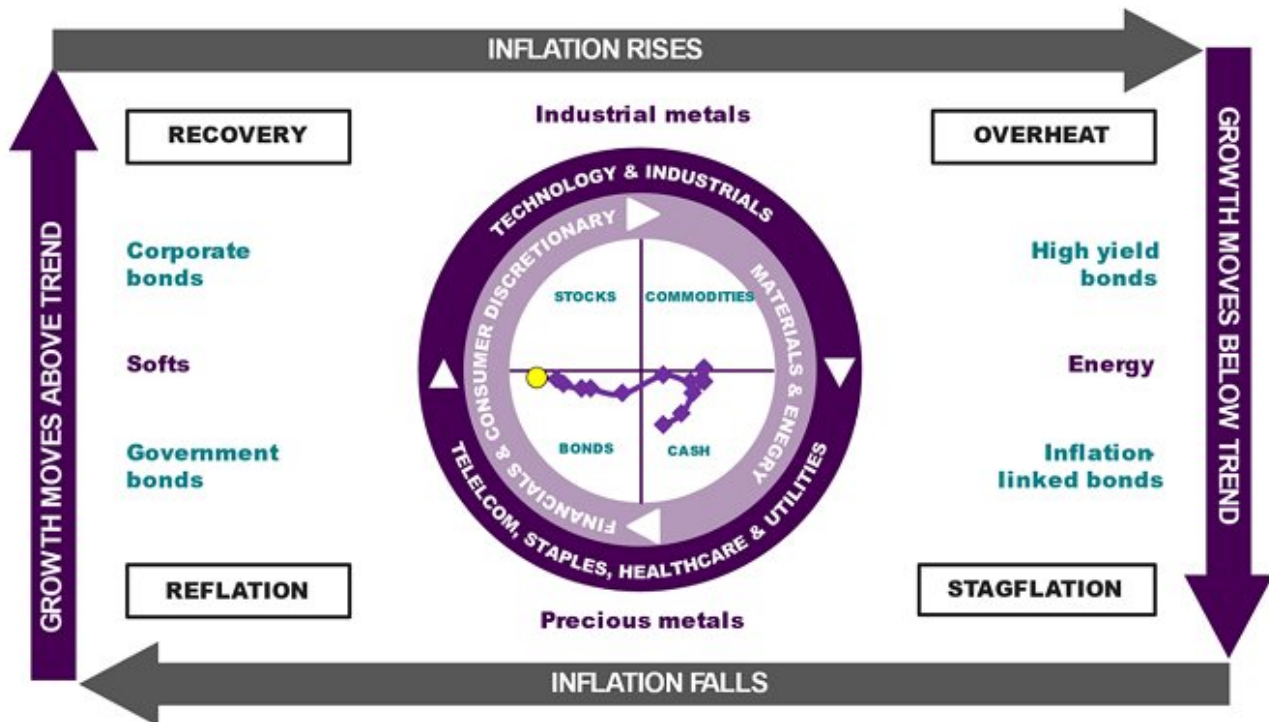 INFLATION RISES
RECOVERY
Industrial metals
OVERHEAT
GROWTH MOVES ABOVE TREND
GROWTH MOVES BELOW TREND
TECHNOLOGY & INDUSTRIALS
FINANCIALS & CONSUMER DISCRETIONARY
MATERIALS & ENEGRY
Corporate
bonds
High yield
bonds
STOCKS
COMMODITIES
Softs
Energy
BONDS
CASH
Government
bonds
Inflation-
linked bonds
TELELCOM, STAPLES, HEALTHCARE & UTILITIES
REFLATION
Precious metals
STAGFLATION
INFLATION FALLS